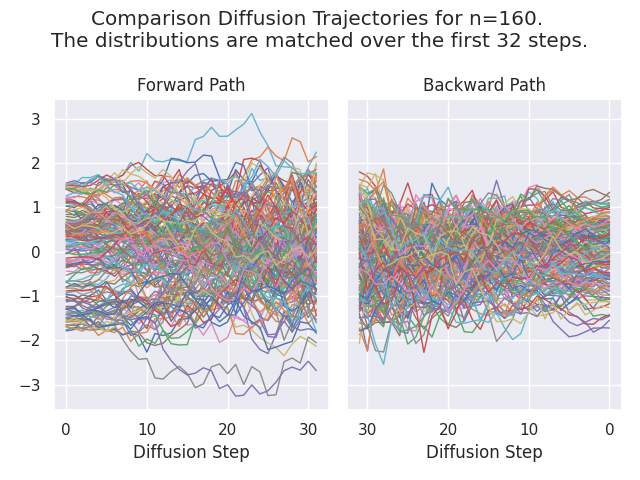 Comparison Diffusion Trajectories for n=160.
The distributions are matched over the first 32 steps.
Forward Path
Backward Path
3
2
1
0
−1
−2
−3
0 10 20 30
30 20 10 0
Diffusion Step
Diffusion Step